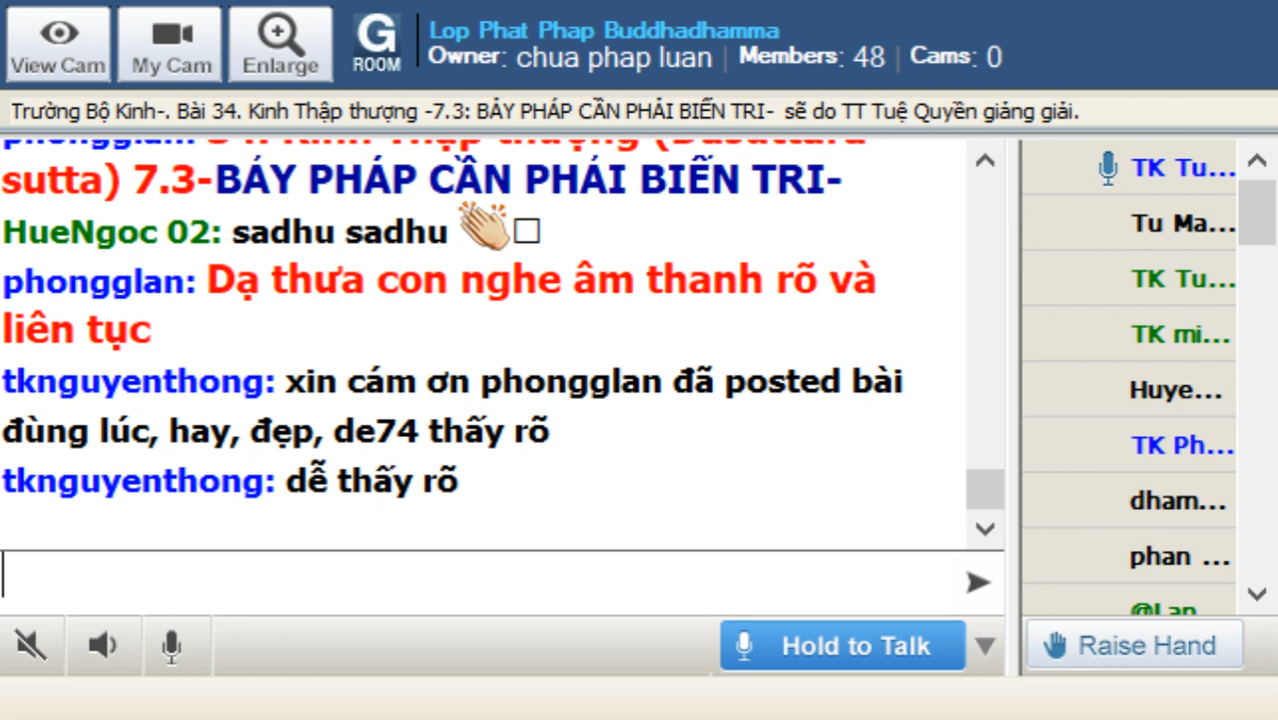 View Cam
My Cam
Enlarge
G
ROOM
Lop Phat Phap Buddhadhamma
Owner: chua phap luan | Members: 48 | Cams: 0
Trường Bộ Kinh-. Bài 34. Kinh Thập thượng -7.3: BẢY PHÁP CẦN PHẢI BIẾN TRI- sẽ do TT Tuệ Quyền giảng giải.
sutta) 7.3-BẢY PHÁP CẦN PHẢI BIẾN TRI-
HueNgoc 02: sadhu sadhu
phongglan: Dạ thưa con nghe âm thanh rõ và
liên tục
tknguyenthong: xin cám ơn phongglan đã posted bài
đùng lúc, hay, đẹp, de74 thấy rõ
tknguyenthong: dễ thấy rõ
Hold to Talk
TK Tu...
Tu Ma...
TK Tu...
TK mi...
Huye...
TK Ph...
dham...
phan ...
@Lan
Raise Hand